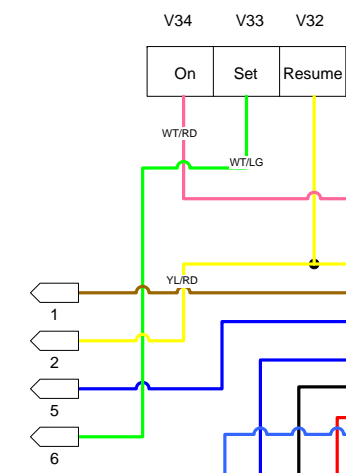 V34 V33 V32
On Set Resume
WT/RD
WT/LG
YL/RD
1
2
5
6